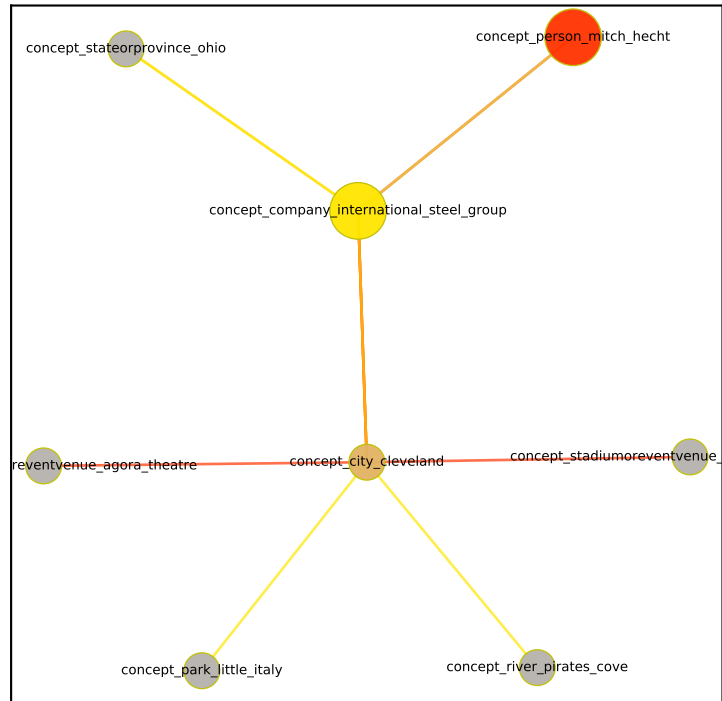 concept_person_mitch_hecht
concept_stateorprovince_ohio
concept_company_international_steel_group
concept_stadiumoreventvenue_
concept_city_cleveland
reventvenue_agora_theatre
concept_river_pirates_cove
concept_park_little_italy